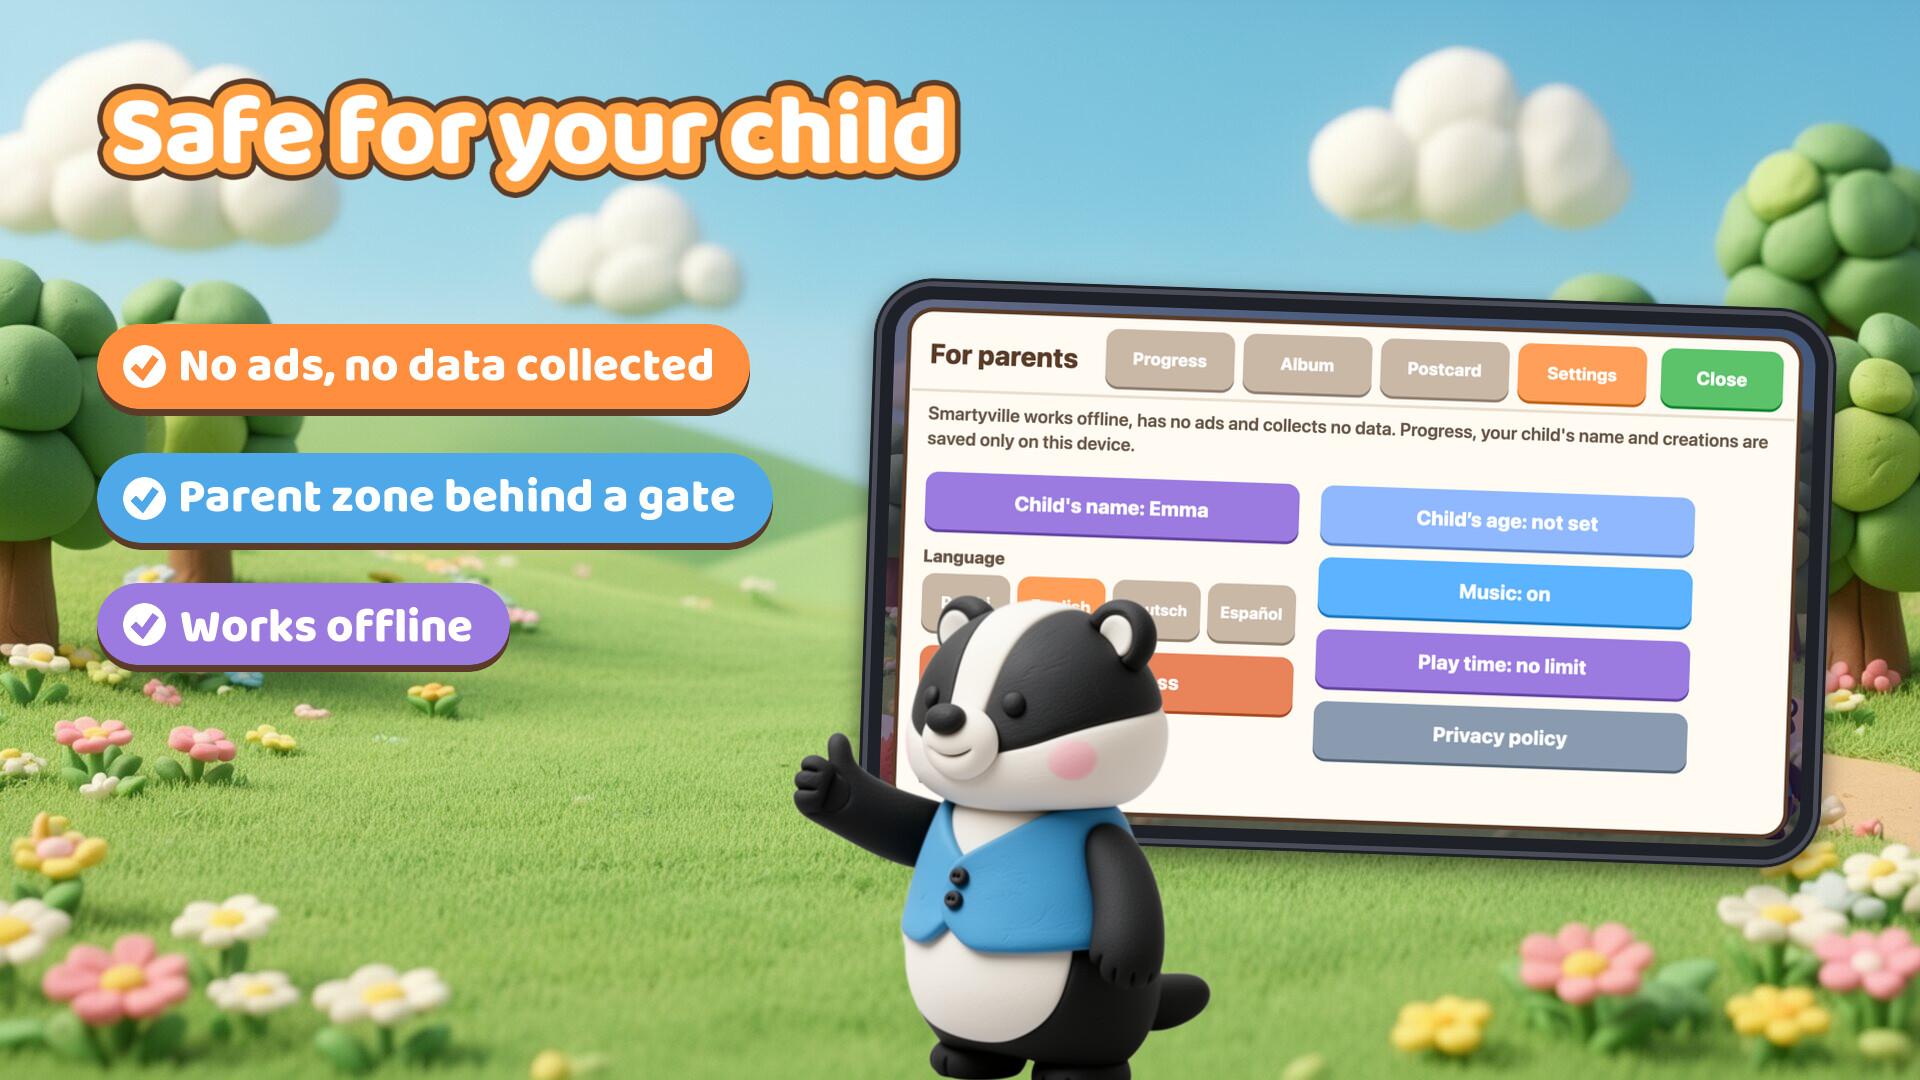 Safe for your child
No ads, no data collected
Parent zone behind a gate
Works offline
For parents
Progress
Album
Postcard
Settings
Close
Smartyville works offline, has no ads and collects no data. Progress, your child's name and creations are
saved only on this device.
Child's name: Emma
Child’s age: not set
Language
Music: on
Español
Play time: no limit
Privacy policy